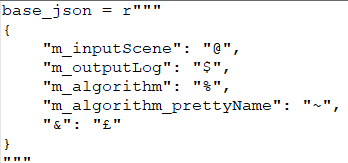 base_json = r"""
{
    "m_inputScene": "@",
    "m_outputLog": "$",
    "m_algorithm": "%",
    "m_algorithm_prettyName": "~",
    "&": "£"
}
"""